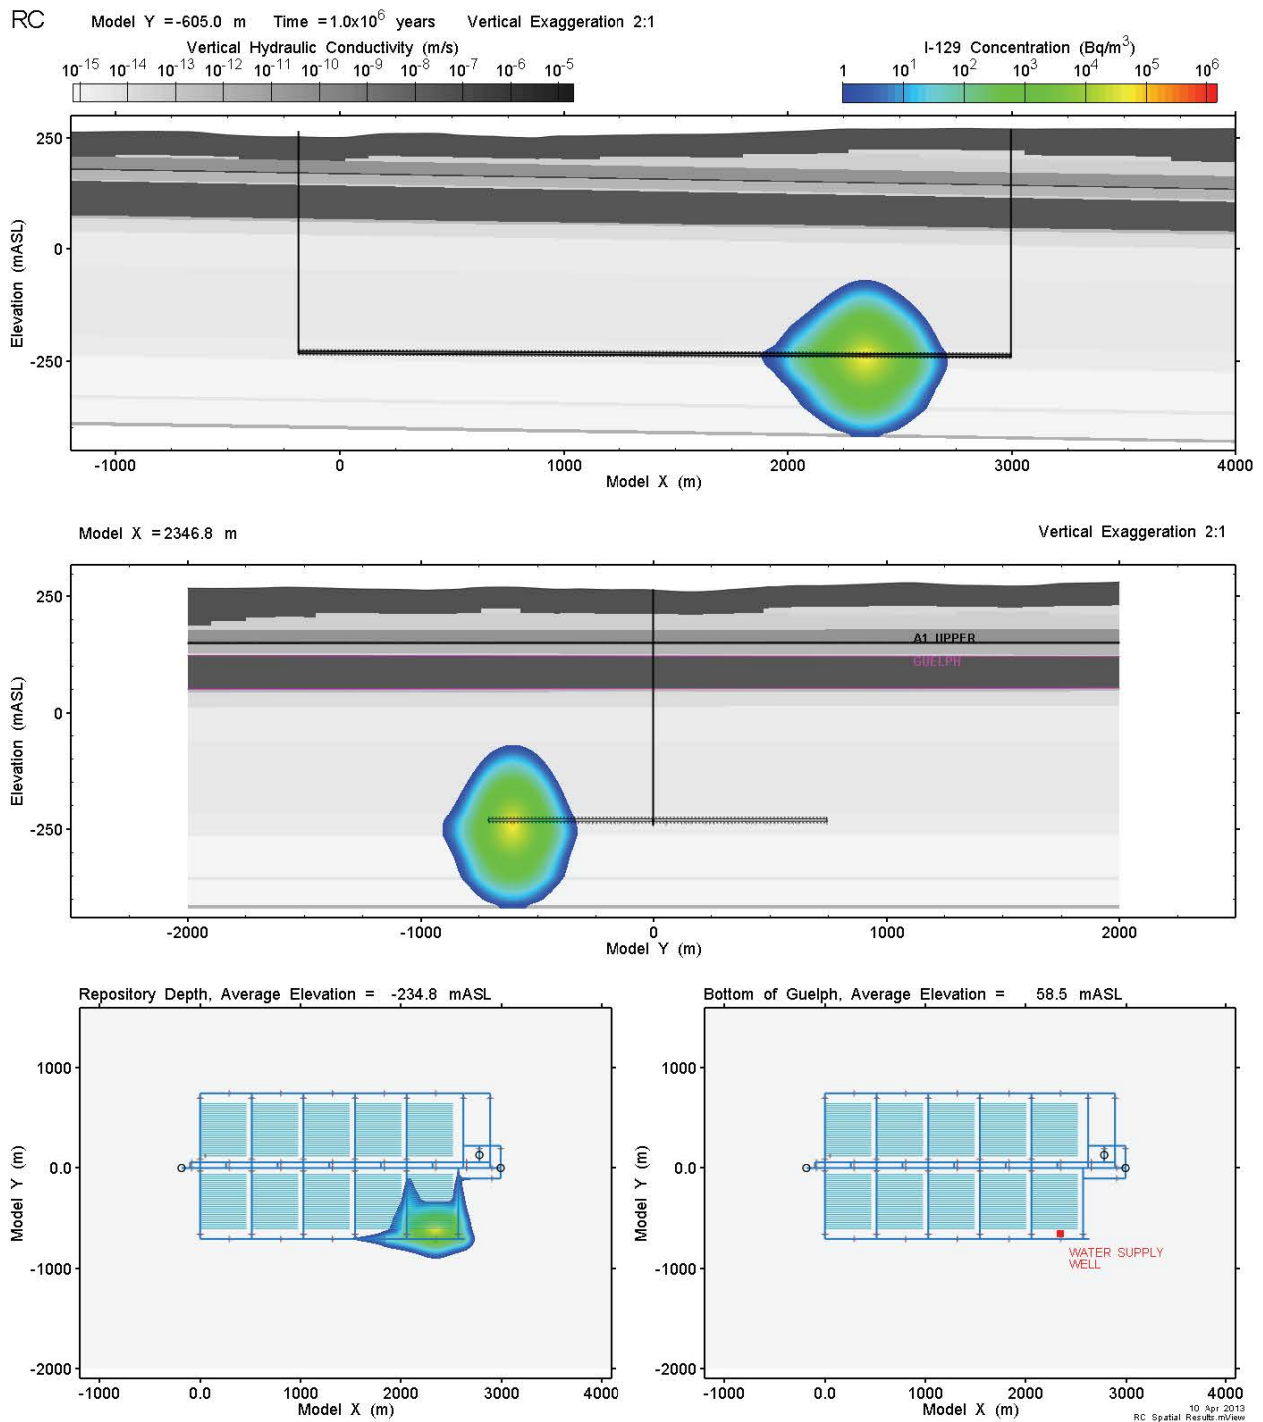 RC Model Y =-605.0 m Time =1.0x10^6 years Vertical Exaggeration 2:1
Vertical Hydraulic Conductivity (m/s) I-129 Concentration (Bq/m^3)
10^-15 10^-14 10^-13 10^-12 10^-11 10^-10 10^-9 10^-8 10^-7 10^-6 10^-5 1 10^1 10^2 10^3 10^4 10^5 10^6
250
0
-250
Elevation (mASL)
-1000 0 1000 2000 3000 4000
Model X (m)
Model X =2346.8 m Vertical Exaggeration 2:1
250
0
-250
Elevation (mASL)
A1 UPPER
GUELPH
-2000 -1000 0 1000 2000
Model Y (m)
Repository Depth, Average Elevation = -234.8 mASL
1000
0.0
-1000
-2000
Model Y (m)
-1000 0.0 1000 2000 3000 4000
Model X (m)
Bottom of Guelph, Average Elevation = 58.5 mASL
1000
0.0
-1000
-2000
Model Y (m)
WATER SUPPLY
WELL
-1000 0.0 1000 2000 3000 4000
Model X (m)
10 Apr 2013
RC Spatial Results.mView